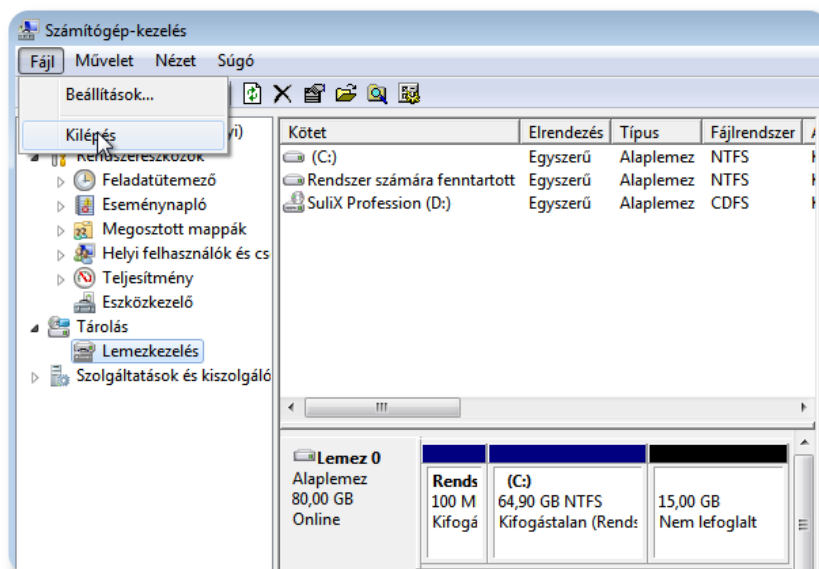 Számítógép-kezelés
Fájl Művelet Nézet Súgó
Beállítások...
Kilépés
Rendszereszközök
Feladatütemező
Eseménynapló
Megosztott mappák
Helyi felhasználók és cs
Teljesítmény
Eszközkezelő
Tárolás
Lemezkezelés
Szolgáltatások és kiszolgáló
Kötet Elrendezés Típus Fájlrendszer
(C:) Egyszerű Alaplemez NTFS
Rendszer számára fenntartott Egyszerű Alaplemez NTFS
SuliX Profession (D:) Egyszerű Alaplemez CDFS
Lemez 0
Alaplemez
80,00 GB
Online
Rends
100 M
Kifogá
(C:)
64,90 GB NTFS
Kifogástalan (Rends
15,00 GB
Nem lefoglalt